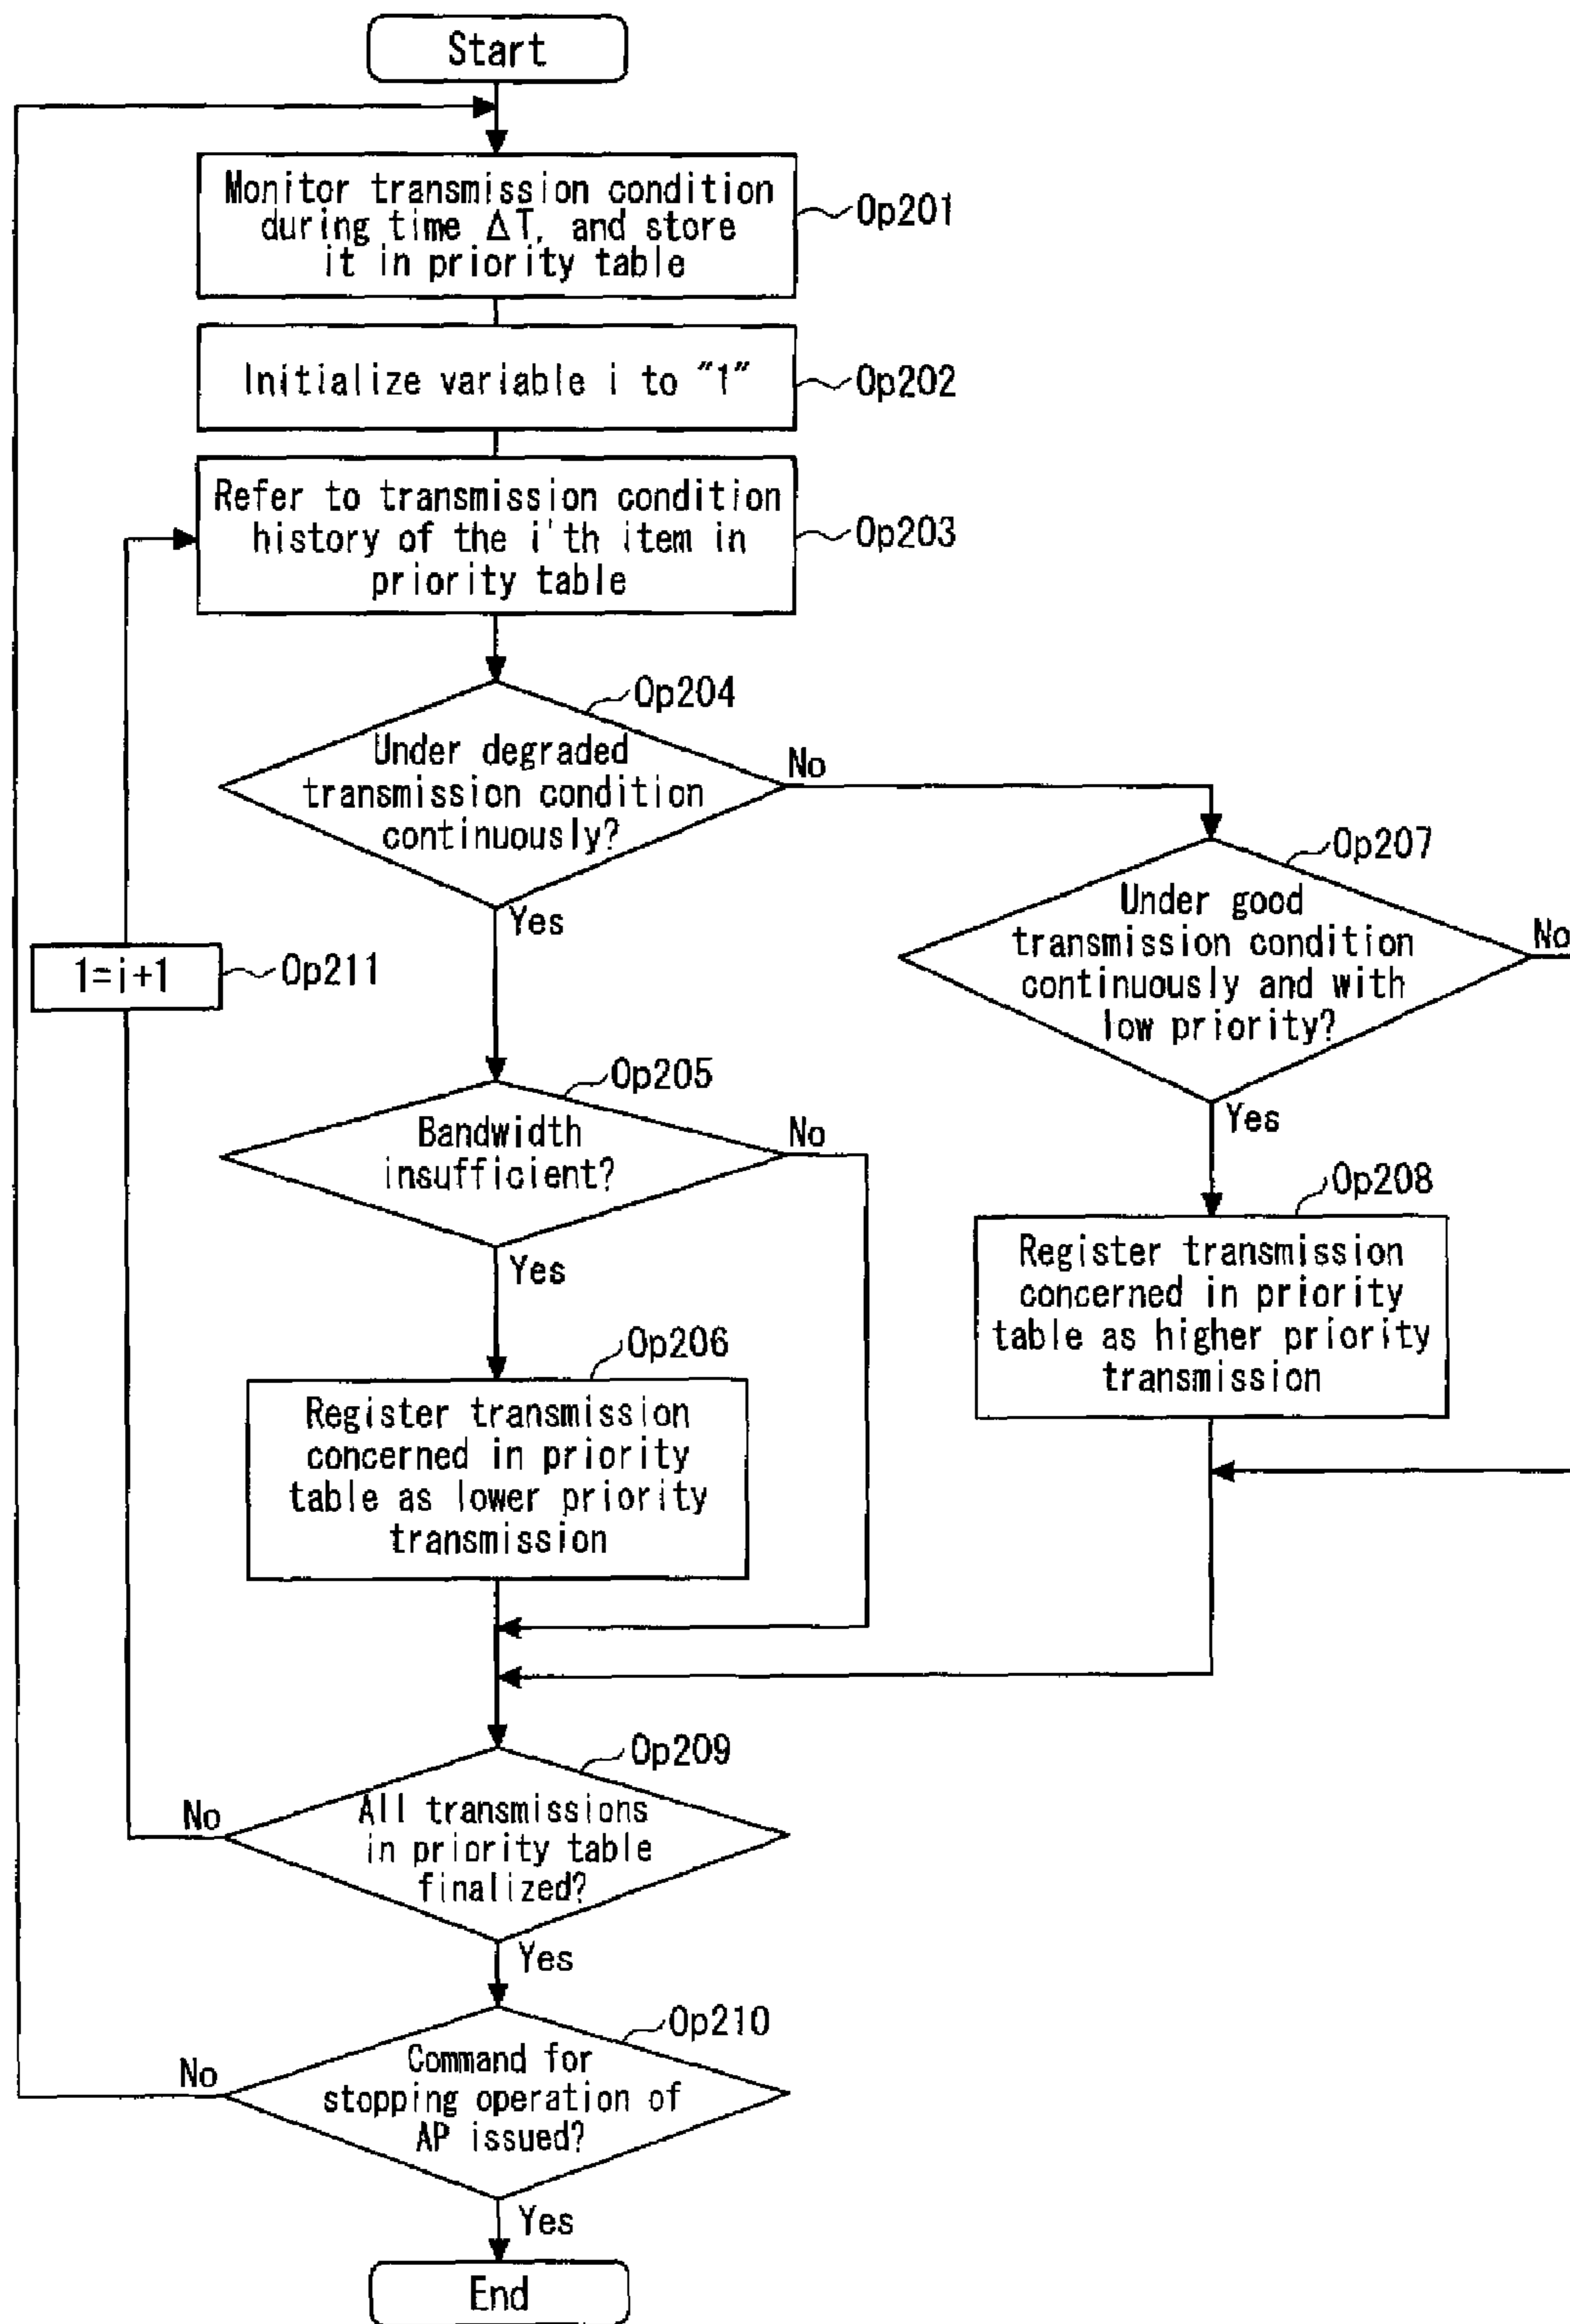 Start
Monitor transmission condition
during time ΔT, and store
it in priority table
Op201
Initialize variable i to "1"
Op202
Refer to transmission condition
history of the i'th item in
priority table
Op203
Op204
Under degraded
transmission condition
continuously?
No
Yes
Op207
Under good
transmission condition
continuously and with
low priority?
No
Yes
1=i+1
Op211
Op205
Bandwidth
insufficient?
No
Yes
Op208
Register transmission
concerned in priority
table as higher priority
transmission
Op206
Register transmission
concerned in priority
table as lower priority
transmission
Op209
All transmissions
in priority table
finalized?
No
Yes
Op210
Command for
stopping operation of
AP issued?
No
Yes
End